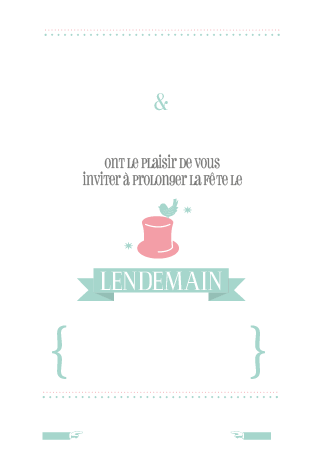 &
ont le plaisir de vous
inviter à prolonger la fête le
LENDEMAIN
{ }